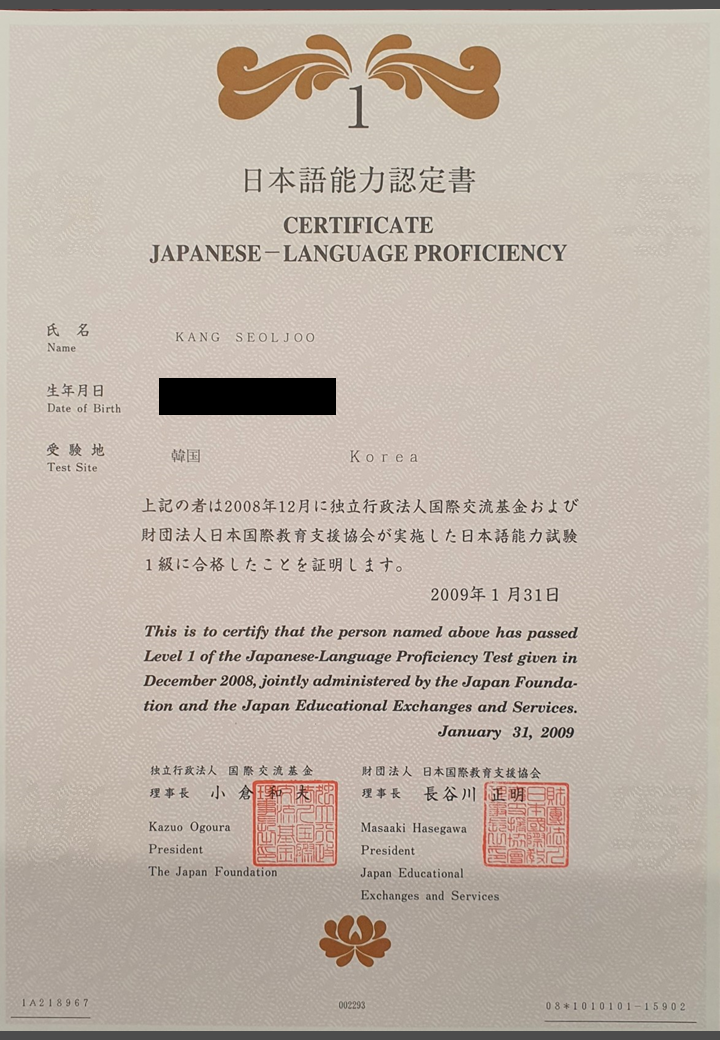 1
日本語能力認定書
CERTIFICATE
JAPANESE－LANGUAGE PROFICIENCY
氏名 KANG SEOLJOO
Name
生年月日
Date of Birth
受験地 韓国 Korea
Test Site
上記の者は2008年12月に独立行政法人国際交流基金および
財団法人日本国際教育支援協会が実施した日本語能力試験
１級に合格したことを証明します。
2009年１月31日
This is to certify that the person named above has passed
Level 1 of the Japanese-Language Proficiency Test given in
December 2008, jointly administered by the Japan Founda-
tion and the Japan Educational Exchanges and Services.
January 31, 2009
独立行政法人 国際交流基金
理事長 小倉和夫
Kazuo Ogoura
President
The Japan Foundation
財団法人 日本国際教育支援協会
理事長 長谷川正明
Masaaki Hasegawa
President
Japan Educational
Exchanges and Services
1A218967
002293
08*1010101-15902